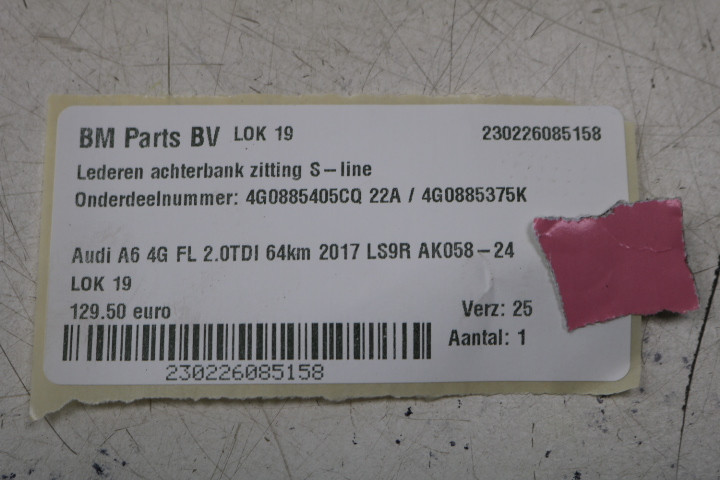 BM Parts BV LOK 19 230226085158
Lederen achterbank zitting S-line
Onderdeelnummer: 4G0885405CQ 22A / 4G0885375K
Audi A6 4G FL 2.0TDI 64km 2017 LS9R AK058-24
LOK 19
129.50 euro Verz: 25
Aantal: 1
230226085158